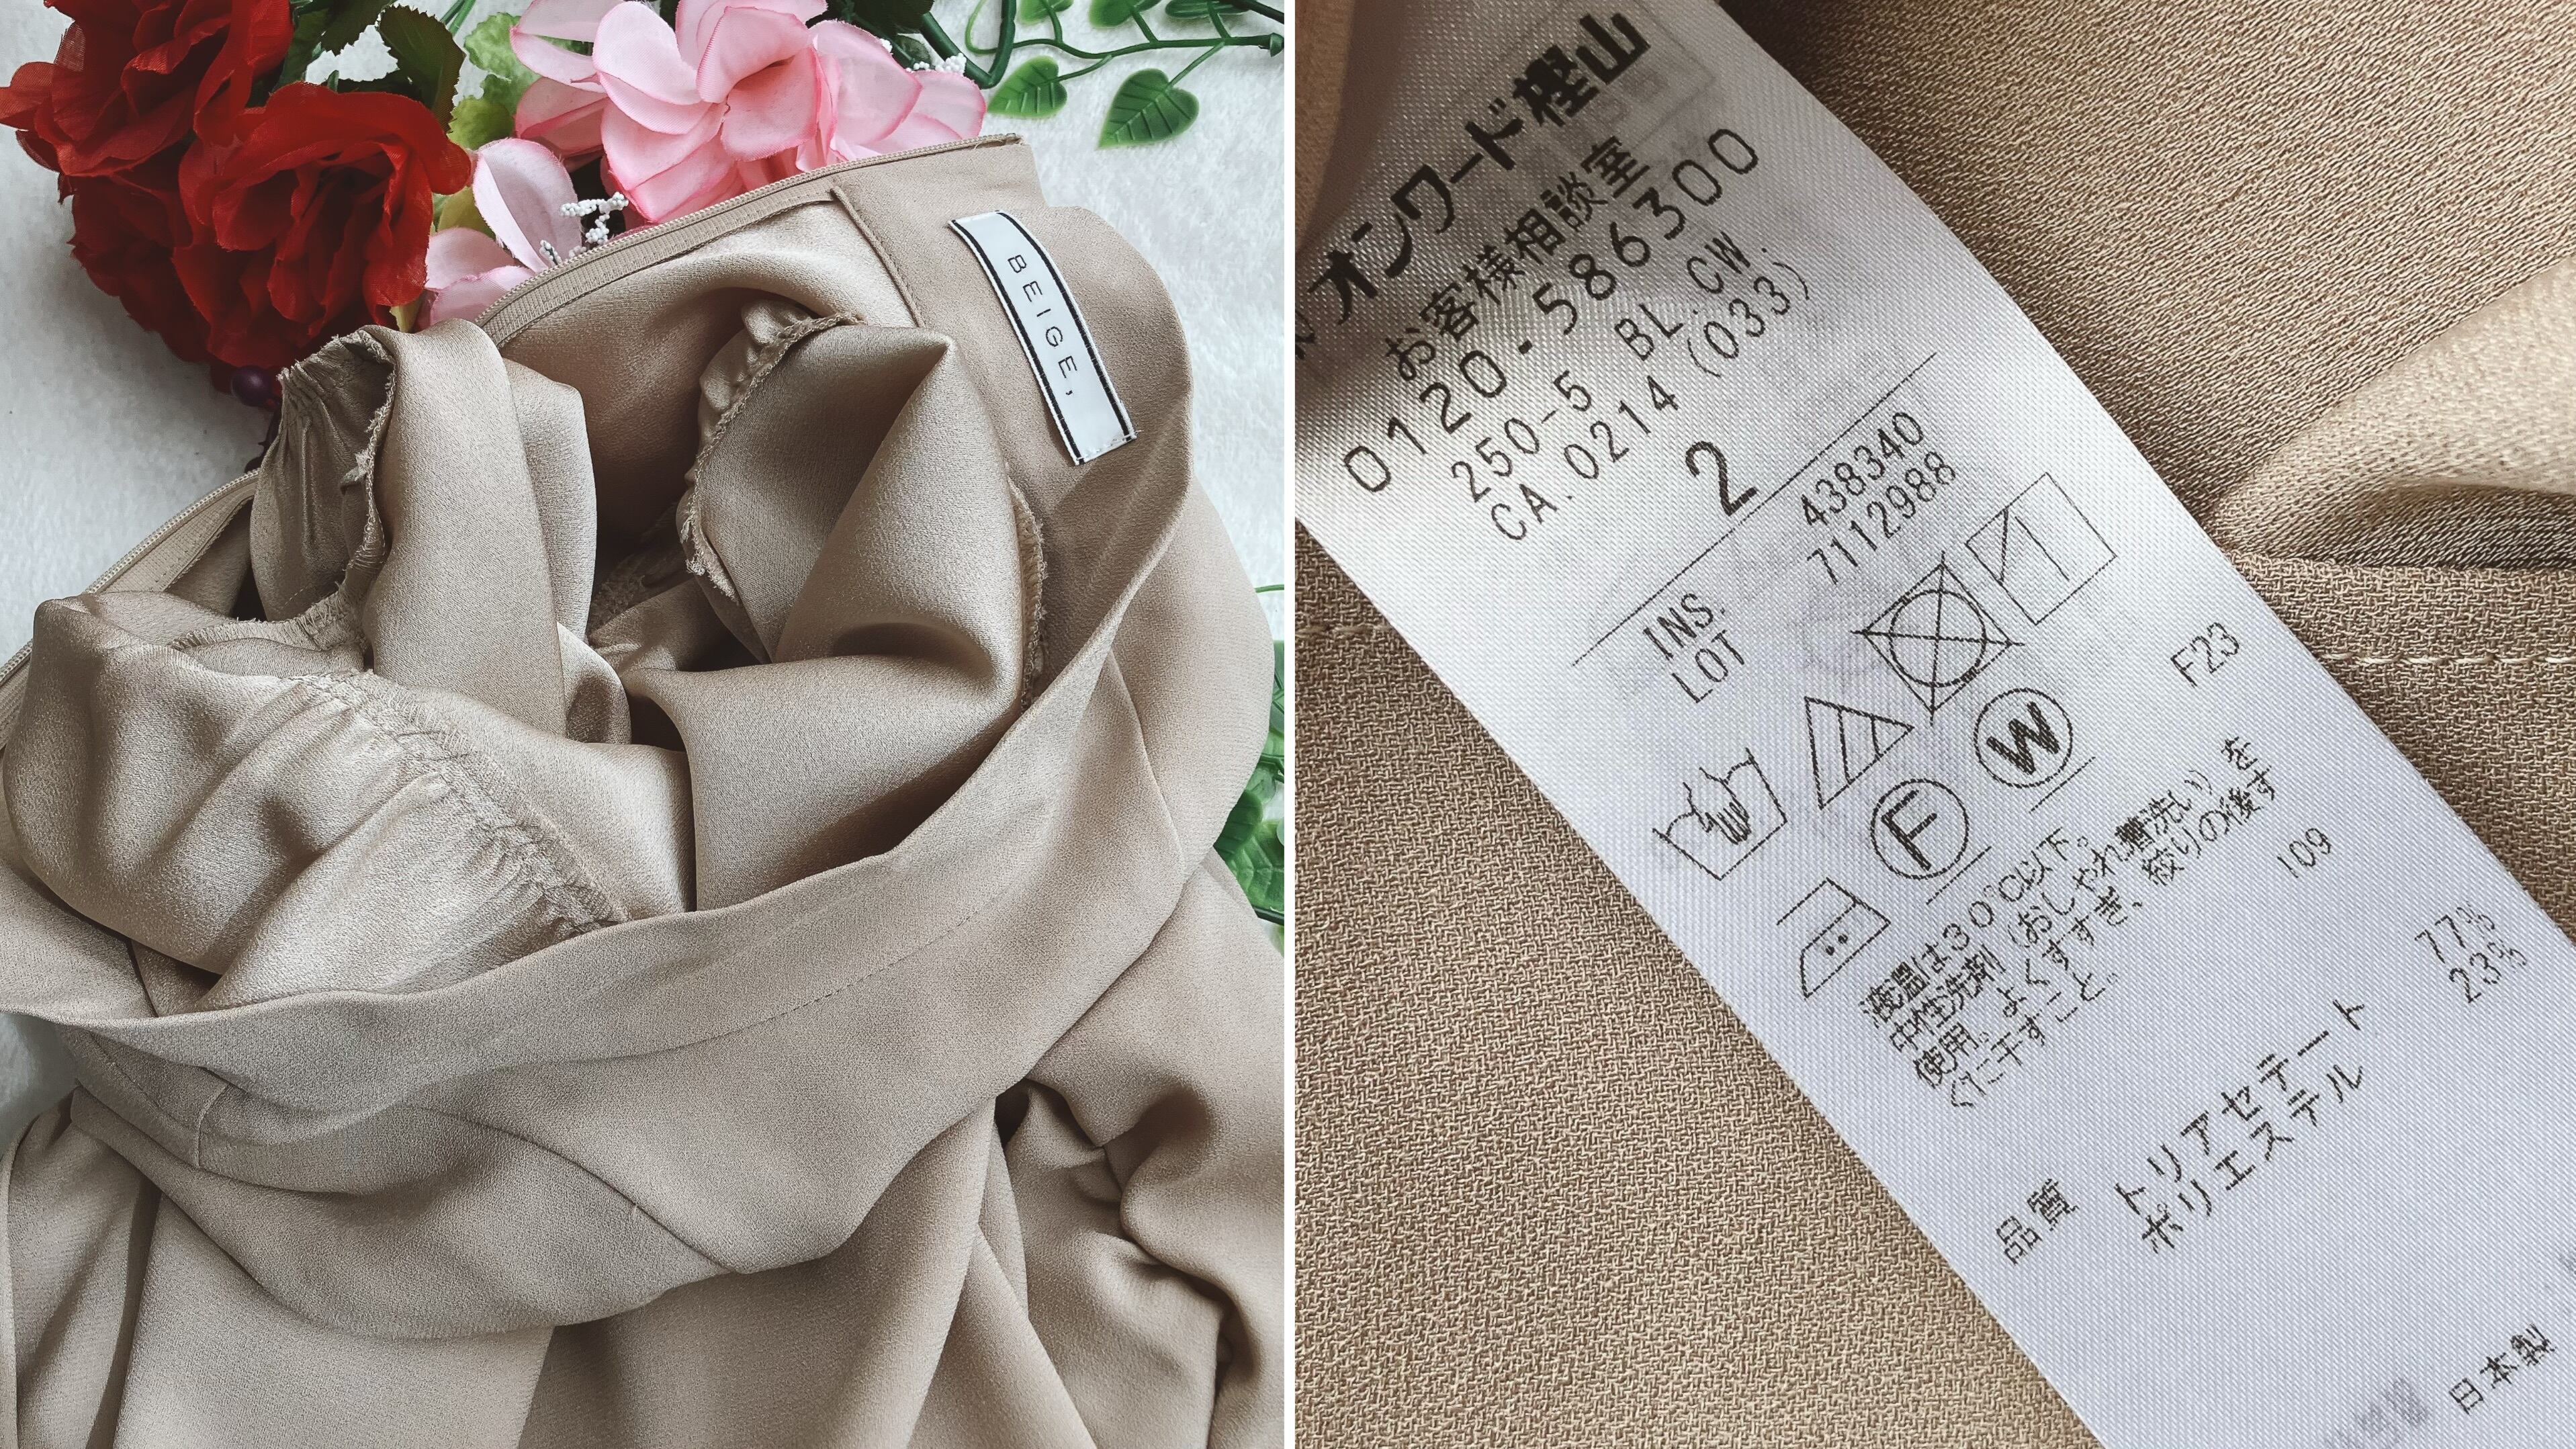 BEIGE,
オンワード樫山
お客様相談室
0120-586300
250-5 BL.CW.
CA.0214 (033)
2
INS. 438340
LOT 7112988
F W
F23
液温は30℃以下。
中性洗剤（おしゃれ着洗い）を
使用。よくすすぎ、絞りの後す
ぐに干すこと。
109
品質 トリアセテート 77%
ポリエステル 23%
日本製